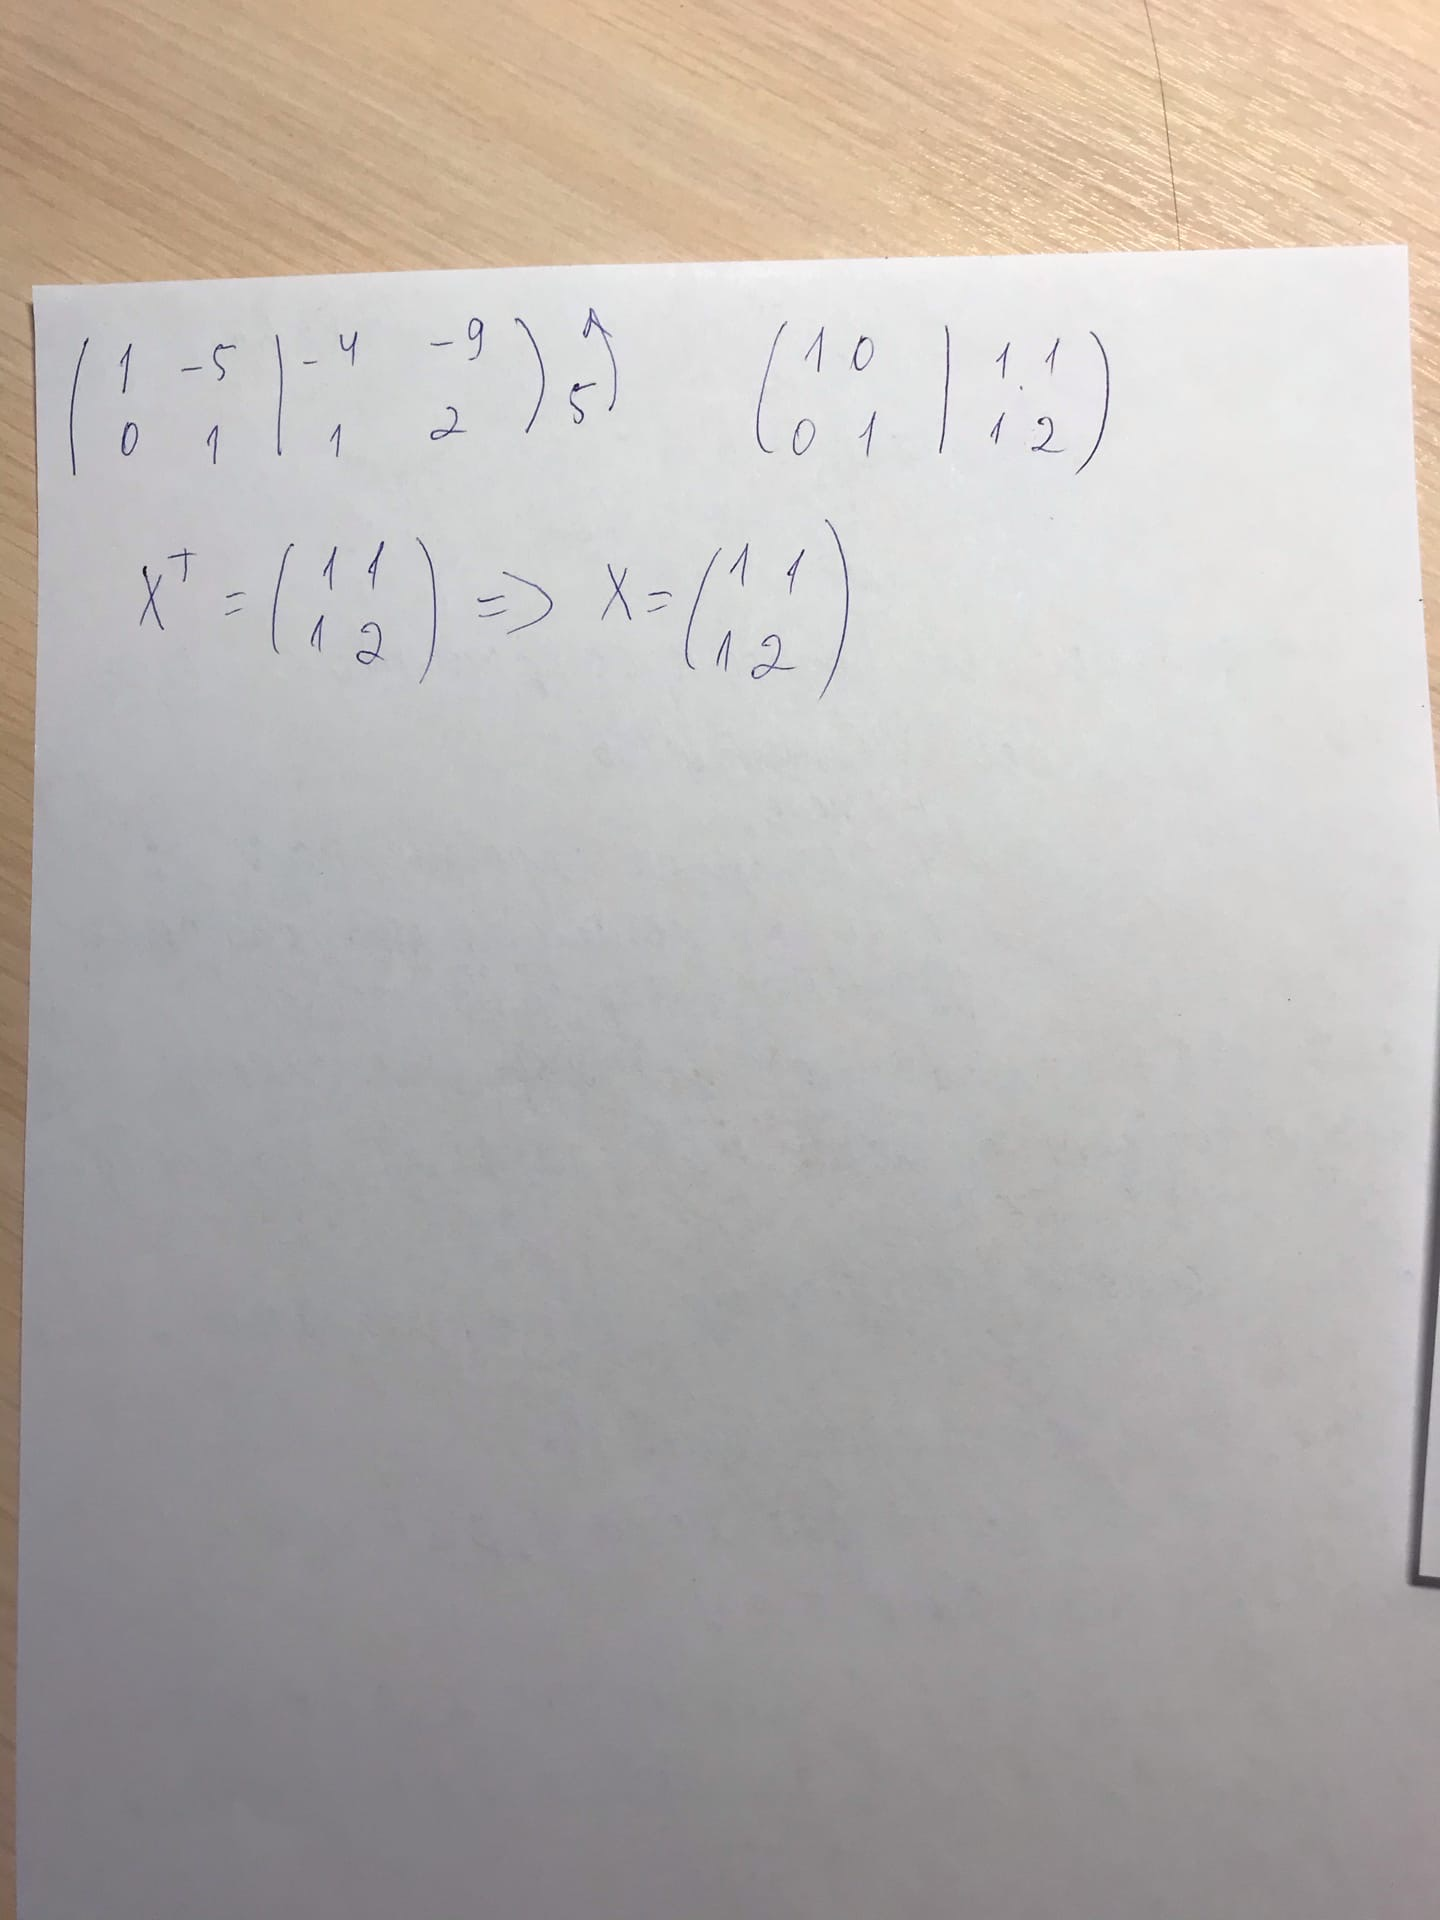 ( 1 -5 | -4 -9 ) 5 ( 1 0 | 1 1 )
( 0 1 | 1 2 ) ( 0 1 | 1 2 )
X^T = ( 1 1 ) => X = ( 1 1 )
( 1 2 ) ( 1 2 )